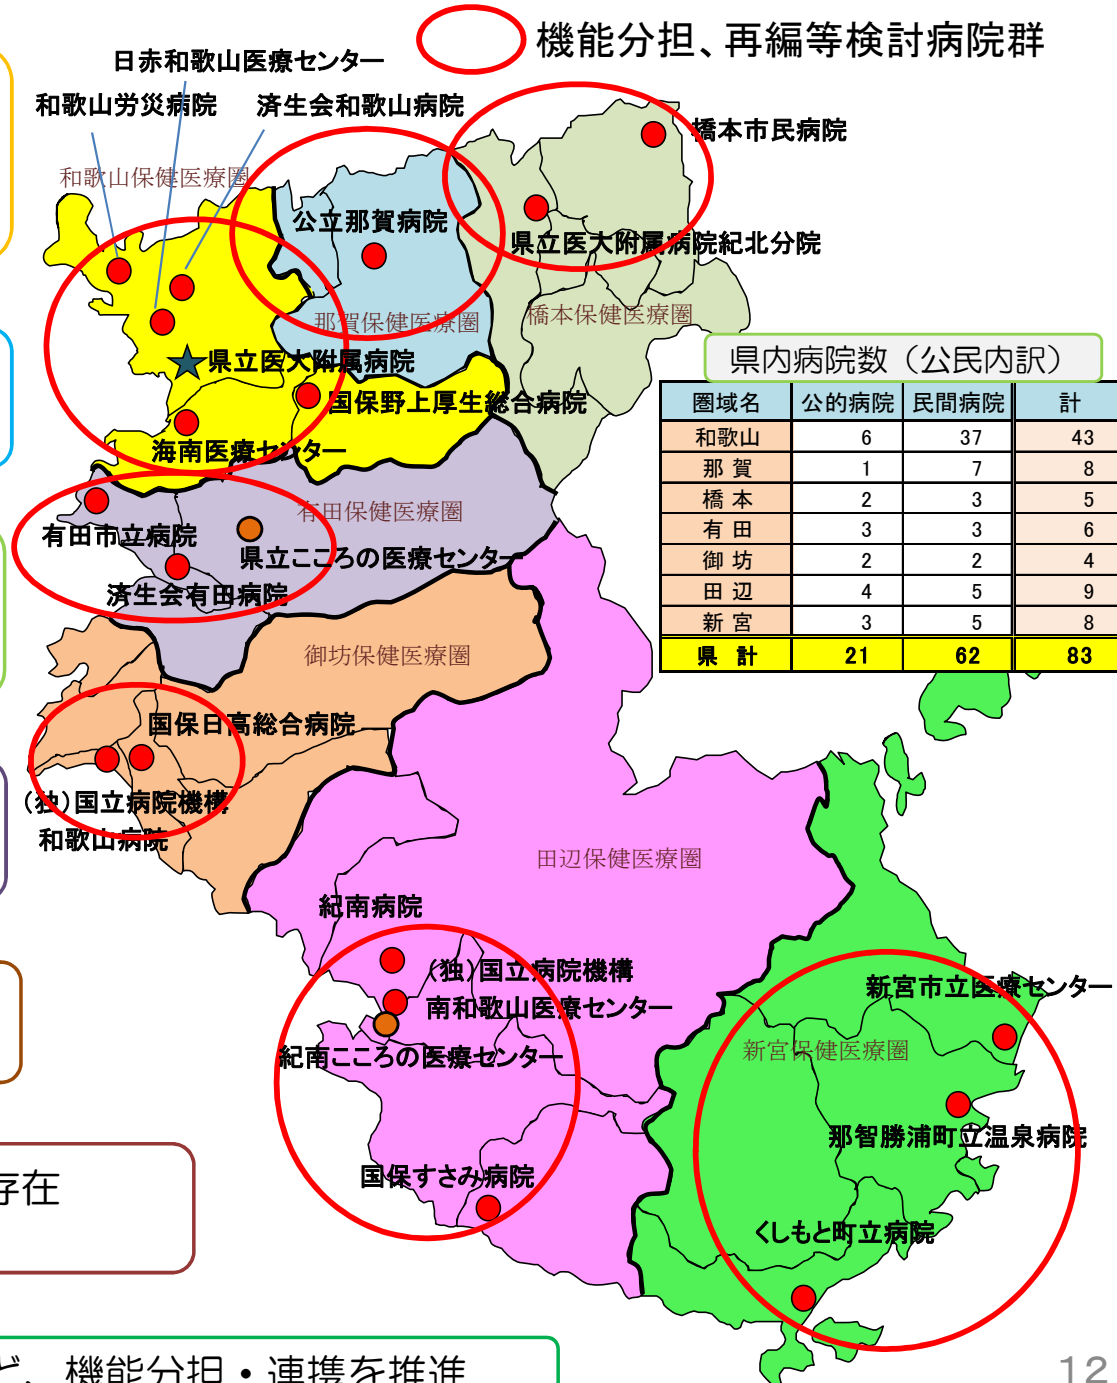 機能分担、再編等検討病院群
日赤和歌山医療センター
和歌山労災病院
済生会和歌山病院
橋本市民病院
和歌山保健医療圏
公立那賀病院
県立医大附属病院紀北分院
那賀保健医療圏
橋本保健医療圏
県立医大附属病院
国保野上厚生総合病院
海南医療センター
県内病院数（公民内訳）
圏域名 公的病院 民間病院 計
和歌山 6 37 43
那 賀 1 7 8
橋 本 2 3 5
有 田 3 3 6
御 坊 2 2 4
田 辺 4 5 9
新 宮 3 5 8
県 計 21 62 83
有田保健医療圏
有田市立病院
県立こころの医療センター
済生会有田病院
御坊保健医療圏
国保日高総合病院
（独）国立病院機構
和歌山病院
田辺保健医療圏
紀南病院
（独）国立病院機構
南和歌山医療センター
紀南こころの医療センター
国保すさみ病院
新宮市立医療センター
新宮保健医療圏
那智勝浦町立温泉病院
くしもと町立病院
存在
ど、機能分担・連携を推進
12